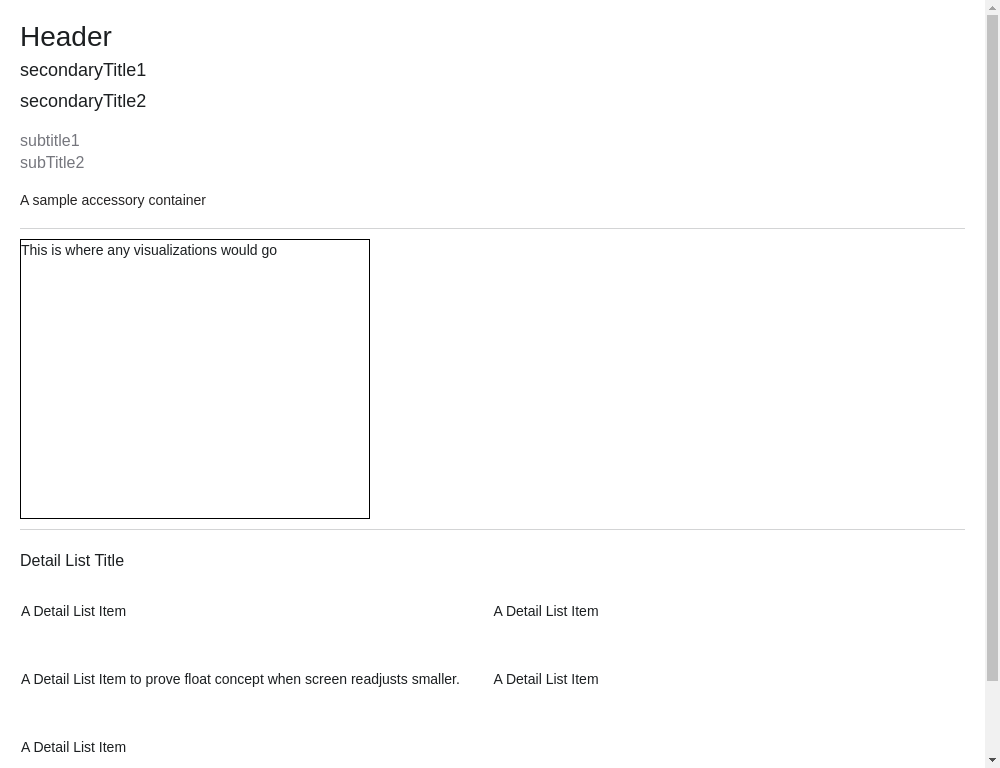 Header
secondaryTitle1
secondaryTitle2
subtitle1
subTitle2
A sample accessory container
This is where any visualizations would go
Detail List Title
A Detail List Item
A Detail List Item
A Detail List Item to prove float concept when screen readjusts smaller.
A Detail List Item
A Detail List Item